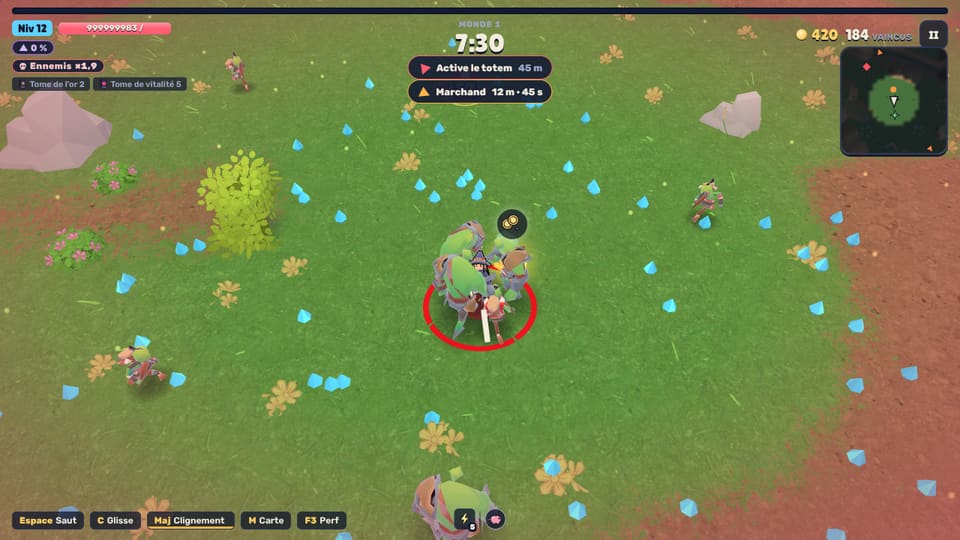 Niv 12
999999983 /
0 %
Ennemis ×1,9
Tome de l'or 2
Tome de vitalité 5
MONDE 1
7:30
Active le totem 45 m
Marchand 12 m · 45 s
420 184 VAINCUS
Espace Saut
C Glisse
Maj Clignement
M Carte
F3 Perf
5